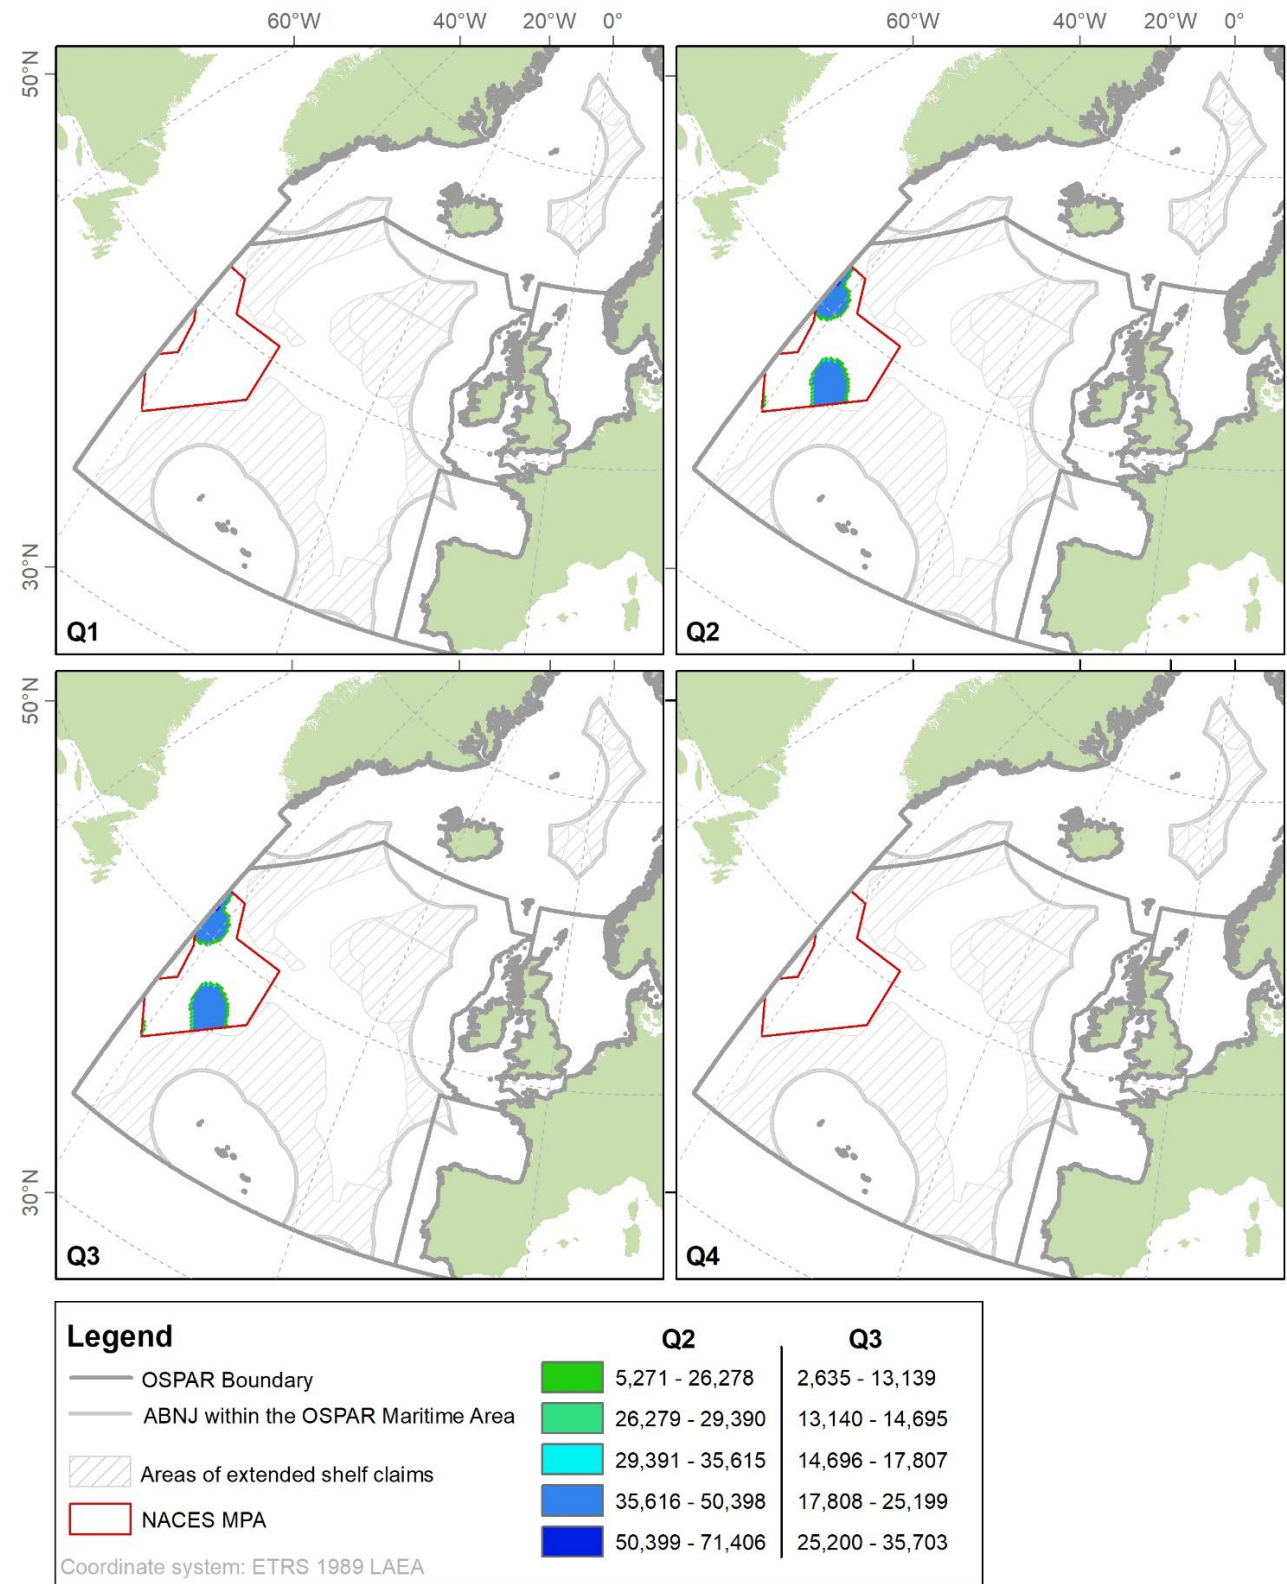 60°W 40°W 20°W 0° 60°W 40°W 20°W 0°
50°N
30°N
Q1 Q2
50°N
30°N
Q3 Q4
Legend Q2 Q3
OSPAR Boundary 5,271 - 26,278 2,635 - 13,139
ABNJ within the OSPAR Maritime Area 26,279 - 29,390 13,140 - 14,695
Areas of extended shelf claims 29,391 - 35,615 14,696 - 17,807
NACES MPA 35,616 - 50,398 17,808 - 25,199
50,399 - 71,406 25,200 - 35,703
Coordinate system: ETRS 1989 LAEA